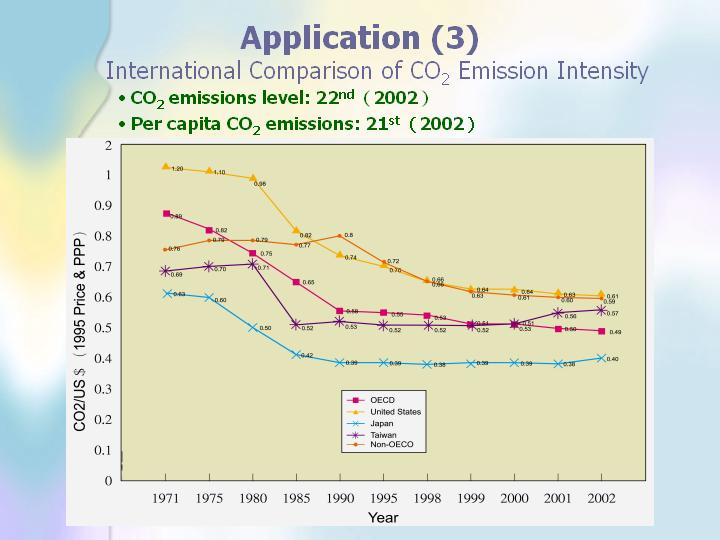 Application (3)
International Comparison of CO2 Emission Intensity
• CO2 emissions level: 22nd (2002)
• Per capita CO2 emissions: 21st (2002)
2
1
0.9
0.8
0.7
0.6
0.5
0.4
0.3
0.2
0.1
0
CO2/US $ (1995 Price & PPP)
1.20 1.10 0.98 0.82 0.74 0.70 0.66 0.64 0.64 0.63 0.61
0.89 0.82 0.75 0.65 0.55 0.53 0.51 0.51 0.50 0.49
0.76 0.79 0.79 0.77 0.8 0.72 0.63 0.61 0.60 0.59
0.69 0.70 0.71 0.52 0.53 0.52 0.52 0.52 0.53 0.56 0.57
0.63 0.60 0.50 0.42 0.39 0.39 0.38 0.39 0.39 0.38 0.40
OECD
United States
Japan
Taiwan
Non-OECO
1971 1975 1980 1985 1990 1995 1998 1999 2000 2001 2002
Year